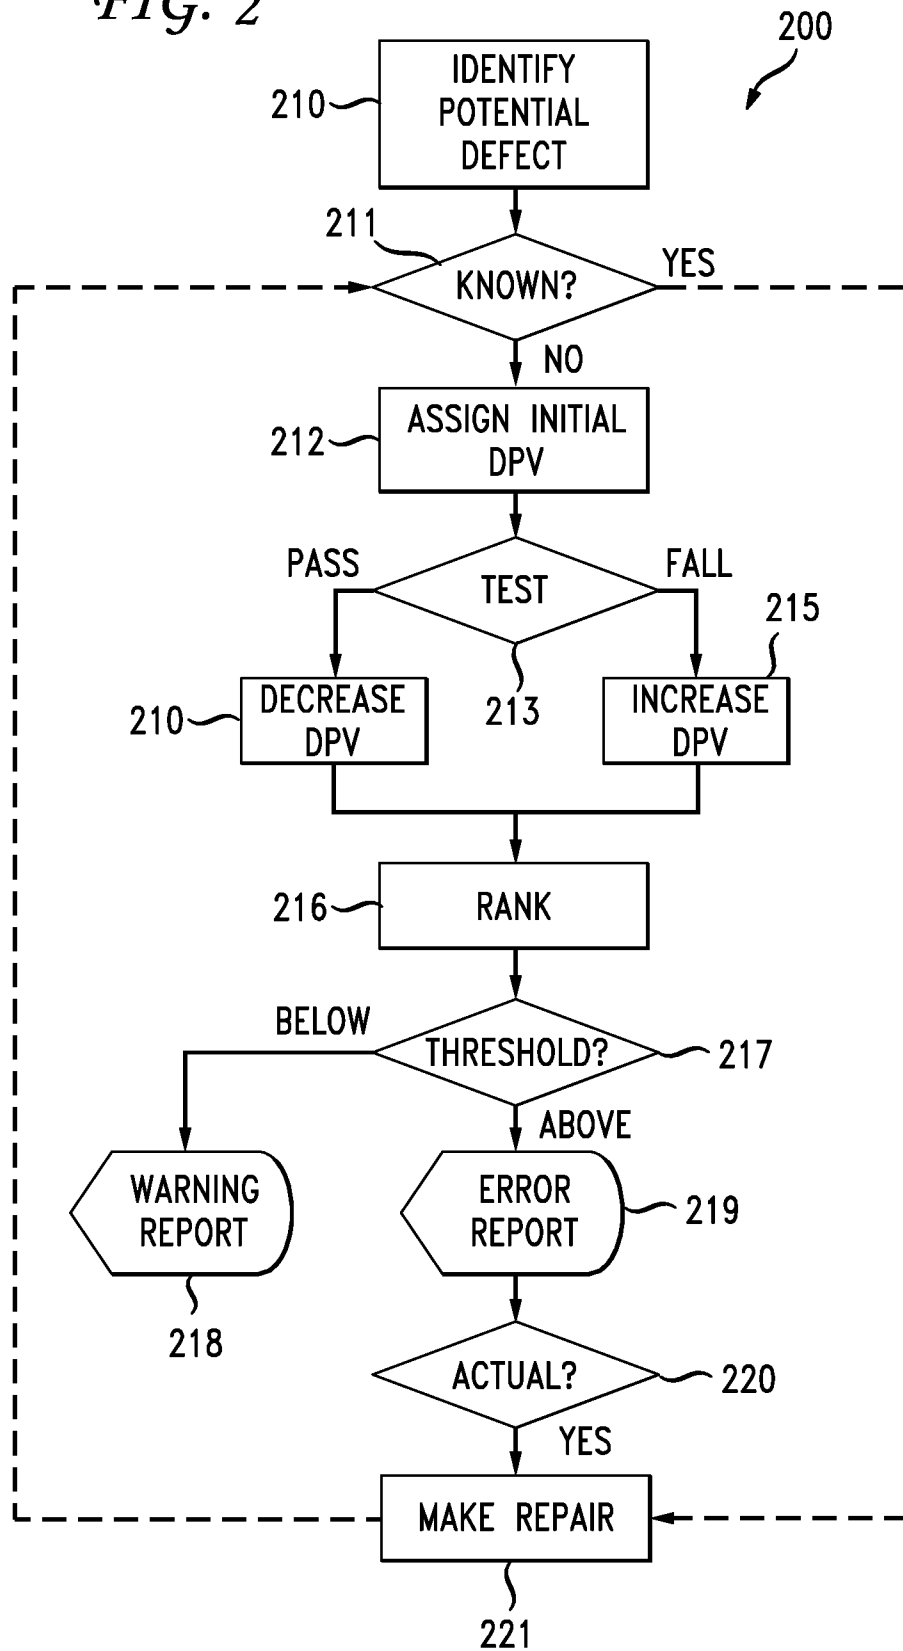 FIG. 2
200
210
IDENTIFY
POTENTIAL
DEFECT
211
KNOWN?
YES
NO
212
ASSIGN INITIAL
DPV
PASS
TEST
FALL
215
213
210
DECREASE
DPV
INCREASE
DPV
216
RANK
BELOW
THRESHOLD?
217
ABOVE
WARNING
REPORT
ERROR
REPORT
219
218
ACTUAL?
220
YES
MAKE REPAIR
221